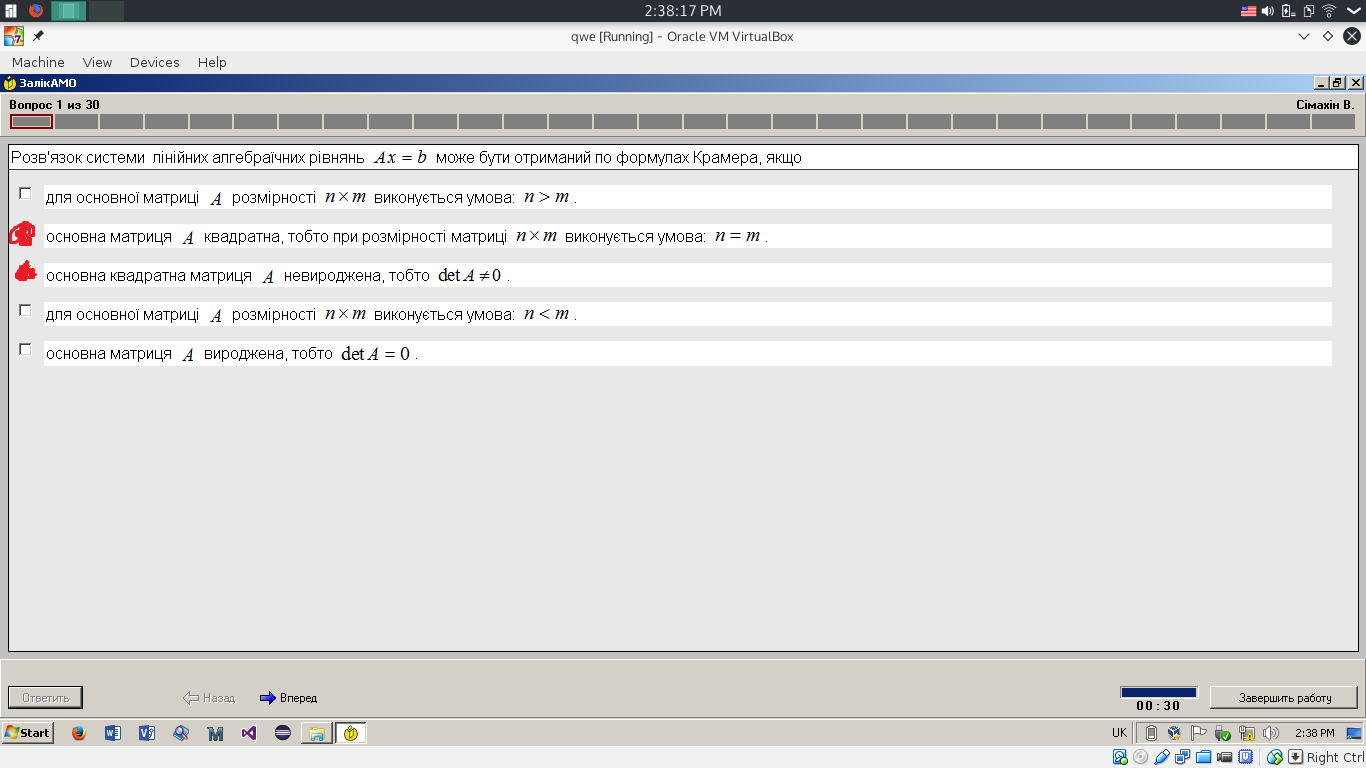 2:38:17 PM
qwe [Running] - Oracle VM VirtualBox
Machine View Devices Help
ЗалікАМО
Вопрос 1 из 30 Сімахін В.
Розв'язок системи лінійних алгебраїчних рівнянь Ax = b може бути отриманий по формулах Крамера, якщо
для основної матриці A розмірності n × m виконується умова: n > m .
основна матриця A квадратна, тобто при розмірності матриці n × m виконується умова: n = m .
основна квадратна матриця A невироджена, тобто det A ≠ 0 .
для основної матриці A розмірності n × m виконується умова: n < m .
основна матриця A вироджена, тобто det A = 0 .
Ответить Назад Вперед 00:30 Завершить работу
Start UK 2:38 PM
Right Ctrl